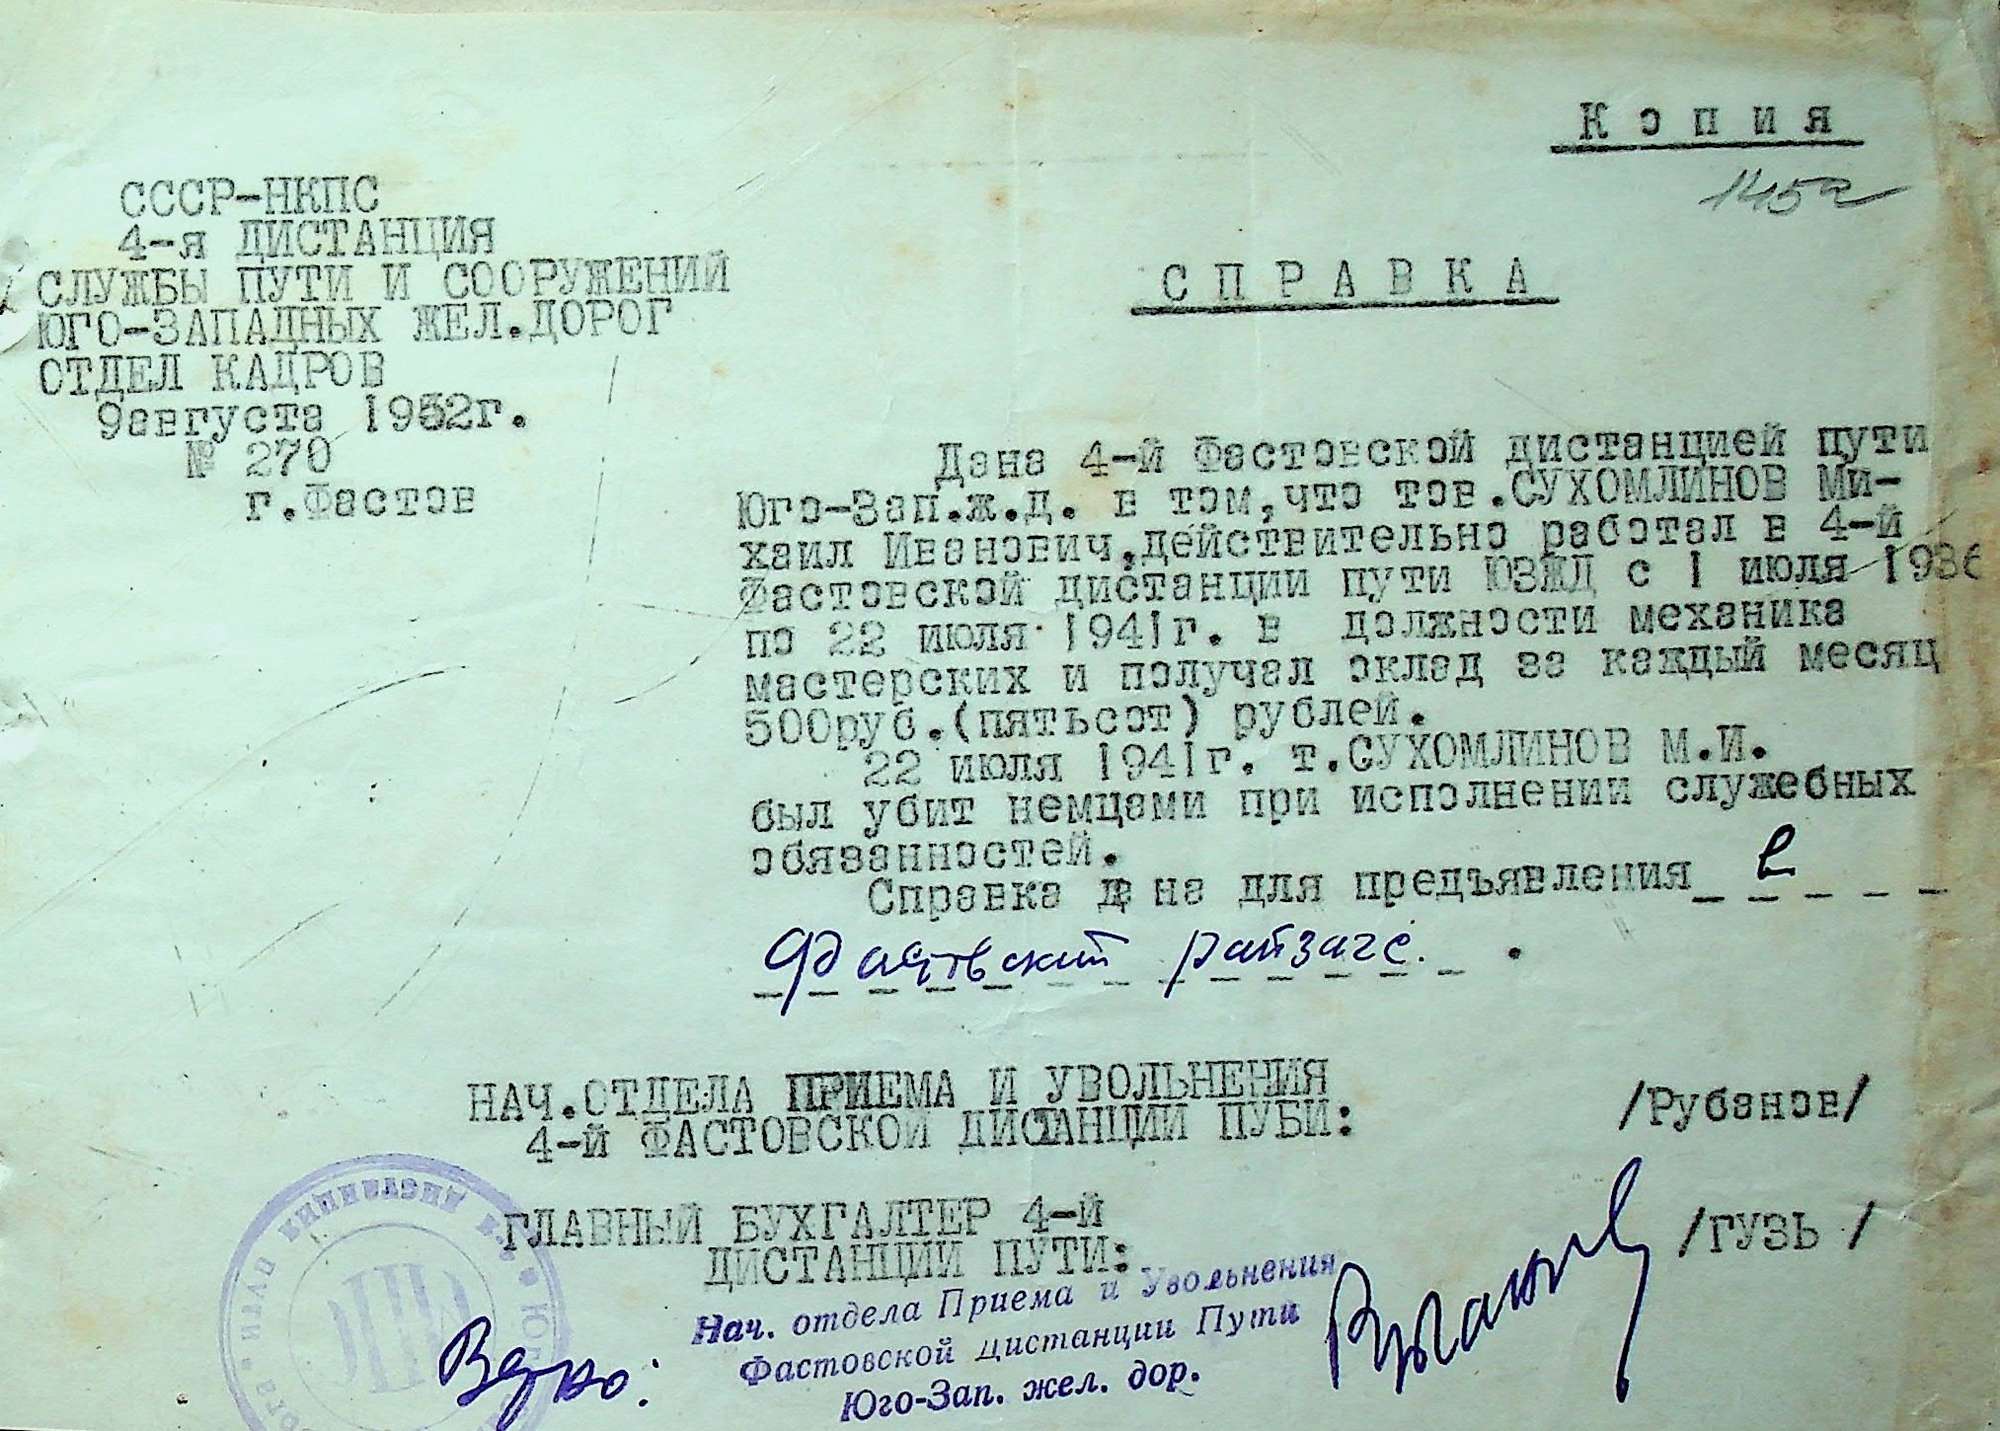 Копия
145а
СССР-НКПС
4-я ДИСТАНЦИЯ
СЛУЖБЫ ПУТИ И СООРУЖЕНИЙ
ЮГО-ЗАПАДНЫХ ЖЕЛ.ДОРОГ
ОТДЕЛ КАДРОВ
9августа 1952г.
№ 270
г.Фастов
СПРАВКА
Дана 4-й Фастовской дистанцией пути
Юго-Зап.ж.д. в том,что тов.СУХОМЛИНОВ Ми-
хаил Иванович,действительно работал в 4-й
Фастовской дистанции пути ЮЗЖД с 1 июля 1936
по 22 июля 1941г. в должности механика
мастерских и получал оклад за каждый месяц
500руб.(пятьсот) рублей.
22 июля 1941г. т.СУХОМЛИНОВ М.И.
был убит немцами при исполнении служебных
обязанностей.
Справка дана для предъявления в
Фастовский райзагс.
НАЧ.ОТДЕЛА ПРИЕМА И УВОЛЬНЕНИЯ
4-й ФАСТОВСКОЙ ДИСТАНЦИИ ПУБИ: /Рубанов/
ГЛАВНЫЙ БУХГАЛТЕР 4-й
ДИСТАНЦИИ ПУТИ: /ГУЗЬ /
Нач. отдела Приема и Увольнения
Фастовской дистанции Пути
Юго-Зап. жел. дор.
Верно: